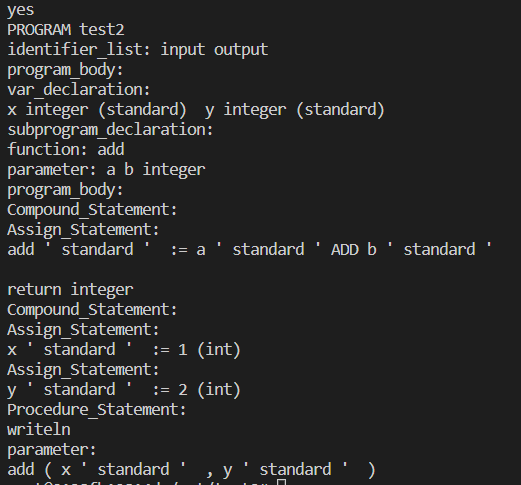 yes
PROGRAM test2
identifier_list: input output
program_body:
var_declaration:
x integer (standard)  y integer (standard)
subprogram_declaration:
function: add
parameter: a b integer
program_body:
Compound_Statement:
Assign_Statement:
add ' standard '  := a ' standard ' ADD b ' standard '
return integer
Compound_Statement:
Assign_Statement:
x ' standard '  := 1 (int)
Assign_Statement:
y ' standard '  := 2 (int)
Procedure_Statement:
writeln
parameter:
add ( x ' standard '  , y ' standard '  )